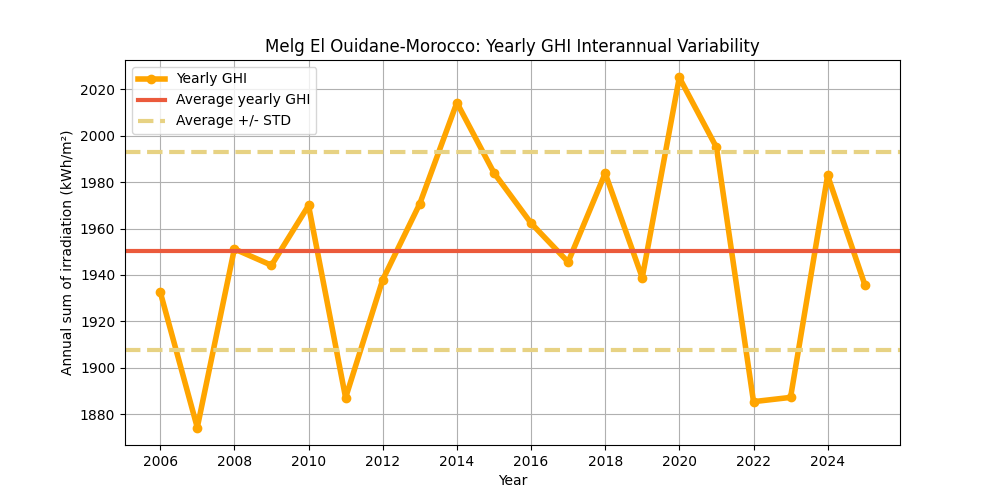 Melg El Ouidane-Morocco: Yearly GHI Interannual Variability
Yearly GHI
Average yearly GHI
Average +/- STD
Annual sum of irradiation (kWh/m²)
2020
2000
1980
1960
1940
1920
1900
1880
2006 2008 2010 2012 2014 2016 2018 2020 2022 2024
Year